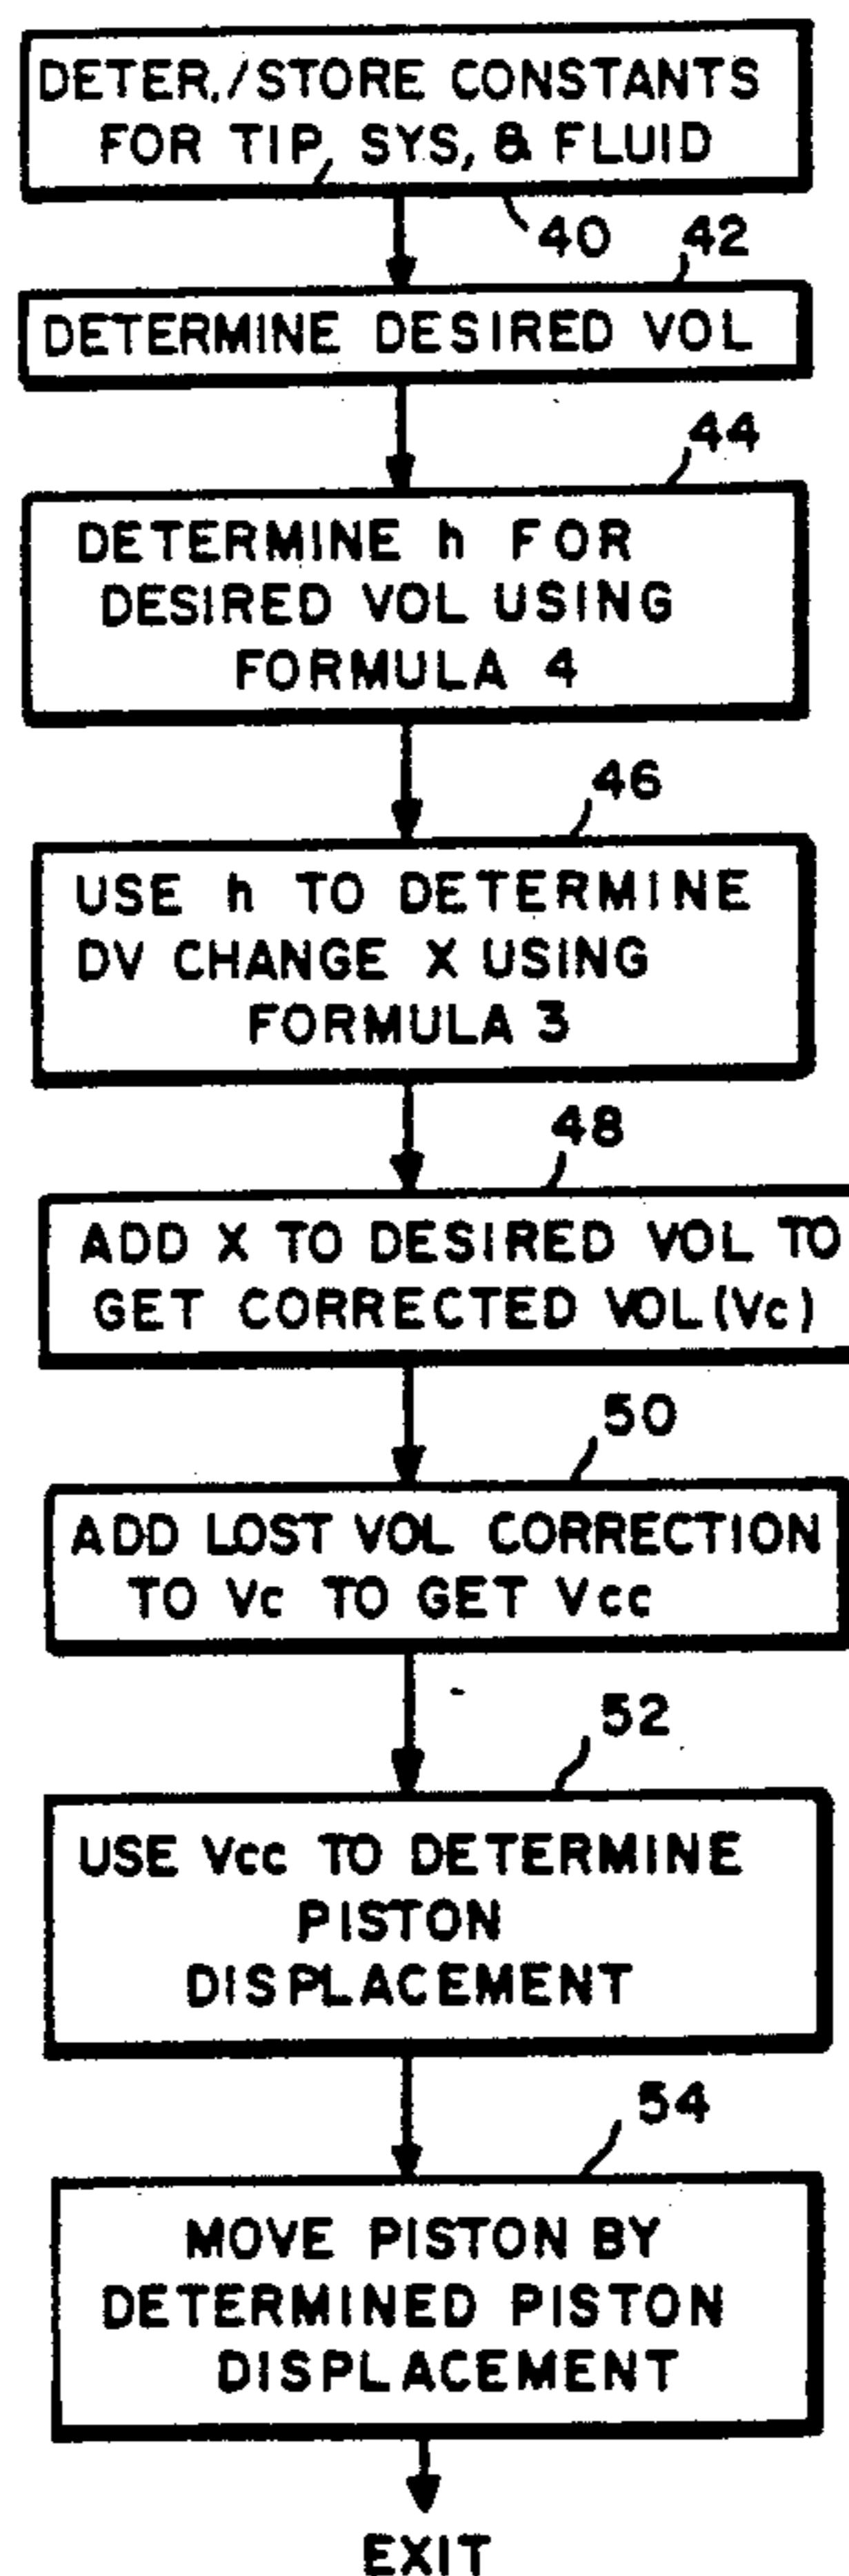 DETER./STORE CONSTANTS
FOR TIP, SYS, & FLUID
40
42
DETERMINE DESIRED VOL
44
DETERMINE h FOR
DESIRED VOL USING
FORMULA 4
46
USE h TO DETERMINE
DV CHANGE X USING
FORMULA 3
48
ADD X TO DESIRED VOL TO
GET CORRECTED VOL(Vc)
50
ADD LOST VOL CORRECTION
TO Vc TO GET Vcc
52
USE Vcc TO DETERMINE
PISTON
DISPLACEMENT
54
MOVE PISTON BY
DETERMINED PISTON
DISPLACEMENT
EXIT